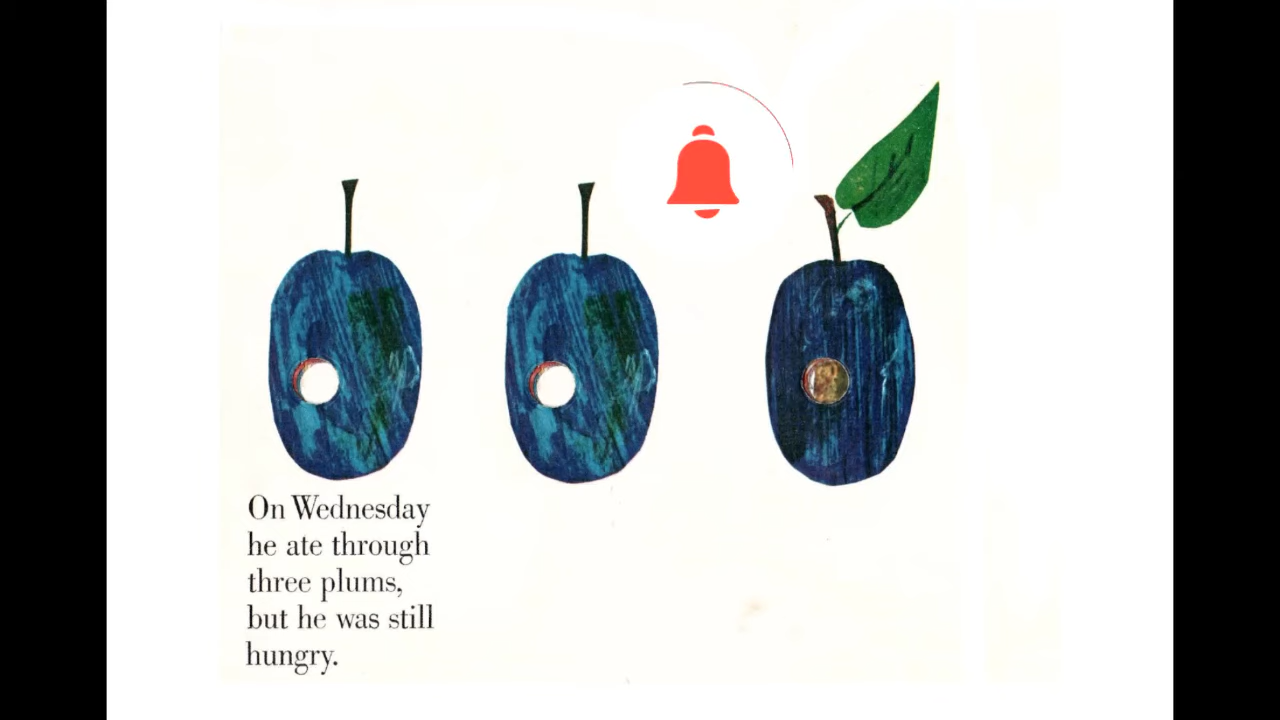 On Wednesday
he ate through
three plums,
but he was still
hungry.